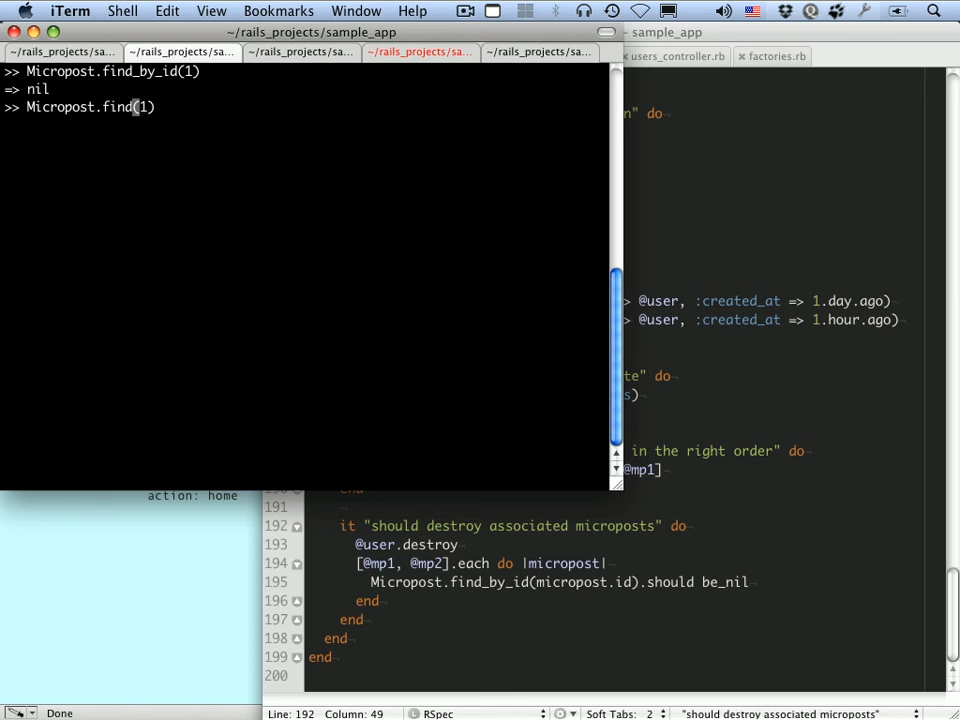 iTerm Shell Edit View Bookmarks Window Help
~/rails_projects/sample_app
sample_app
~/rails_projects/sa... ~/rails_projects/sa... ~/rails_projects/sa... ~/rails_projects/sa... ~/rails_projects/sa...
users_controller.rb factories.rb
>> Micropost.find_by_id(1)
=> nil
>> Micropost.find(1)
n" do
> @user, :created_at => 1.day.ago)
> @user, :created_at => 1.hour.ago)
te" do
s)
in the right order" do
@mp1]
190 end
action: home
191
192 it "should destroy associated microposts" do
193 @user.destroy
194 [@mp1, @mp2].each do |micropost|
195 Micropost.find_by_id(micropost.id).should be_nil
196 end
197 end
198 end
199 end
200
Done
Line: 192 Column: 49 RSpec Soft Tabs: 2 "should destroy associated microposts"